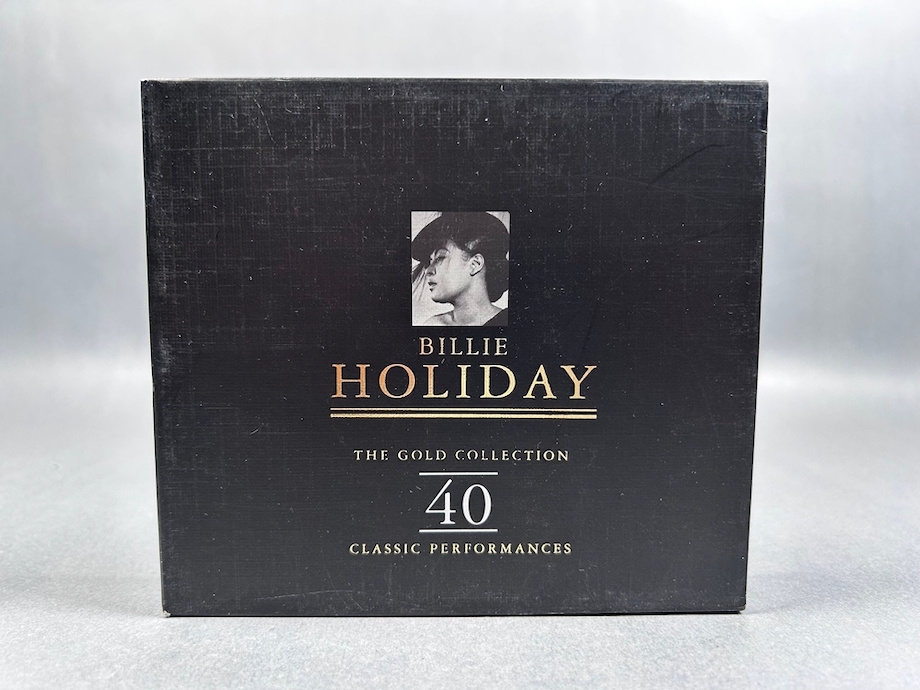 BILLIE
HOLIDAY
THE GOLD COLLECTION
40
CLASSIC PERFORMANCES